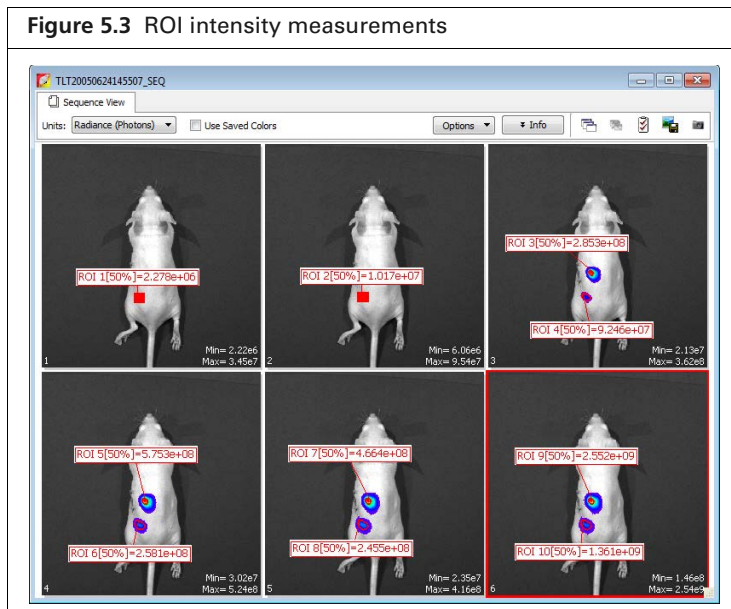 Figure 5.3 ROI intensity measurements
TLT20050624145507_SEQ
Sequence View
Units: Radiance (Photons) Use Saved Colors Options Info
ROI 1[50%]=2.278e+06
Min= 2.22e6
Max= 3.45e7
1
ROI 2[50%]=1.017e+07
Min= 6.06e6
Max= 9.54e7
2
ROI 3[50%]=2.853e+08
ROI 4[50%]=9.246e+07
Min= 2.13e7
Max= 3.62e8
3
ROI 5[50%]=5.753e+08
ROI 6[50%]=2.581e+08
Min= 3.02e7
Max= 5.24e8
4
ROI 7[50%]=4.664e+08
ROI 8[50%]=2.455e+08
Min= 2.35e7
Max= 4.16e8
5
ROI 9[50%]=2.552e+09
ROI 10[50%]=1.361e+09
Min= 1.46e8
Max= 2.54e9
6